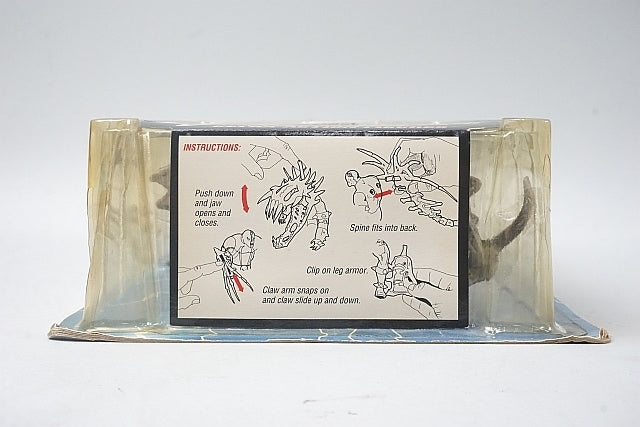 INSTRUCTIONS:
Push down
and jaw
opens and
closes.
Spine fits into back.
Clip on leg armor.
Claw arm snaps on
and claw slide up and down.